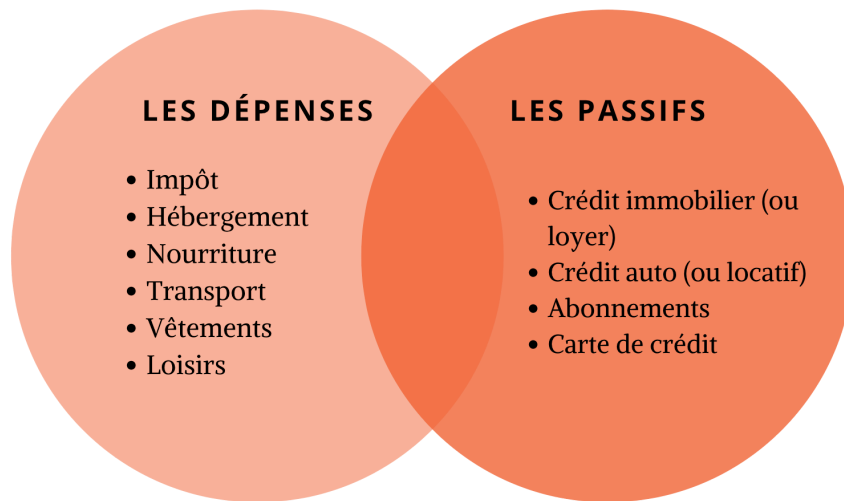 LES DÉPENSES
• Impôt
• Hébergement
• Nourriture
• Transport
• Vêtements
• Loisirs
LES PASSIFS
• Crédit immobilier (ou
loyer)
• Crédit auto (ou locatif)
• Abonnements
• Carte de crédit